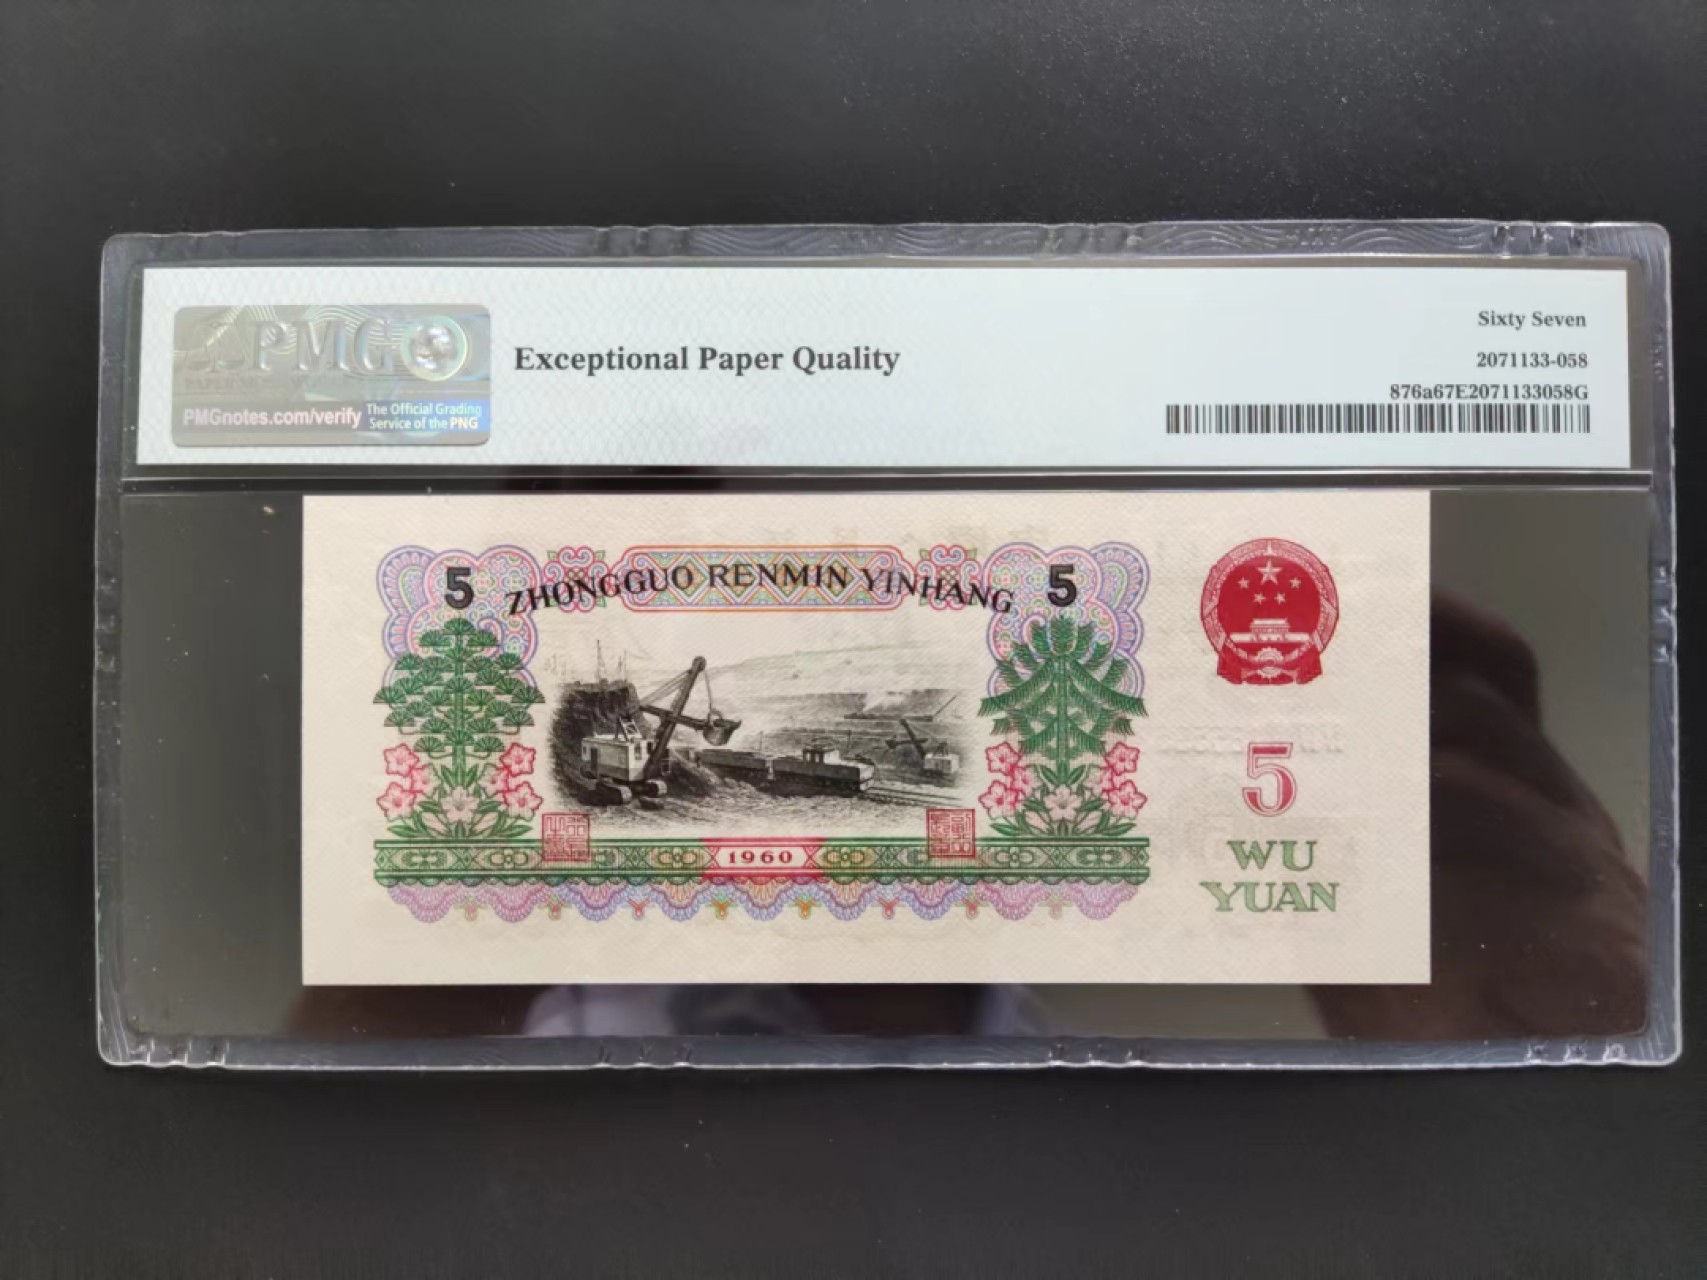 PMG
PMGnotes.com/verify
The Official Grading
Service of the PNG
Exceptional Paper Quality
Sixty Seven
2071133-058
876a67E2071133058G
5 ZHONGGUO RENMIN YINHANG 5
1960
5
WU
YUAN